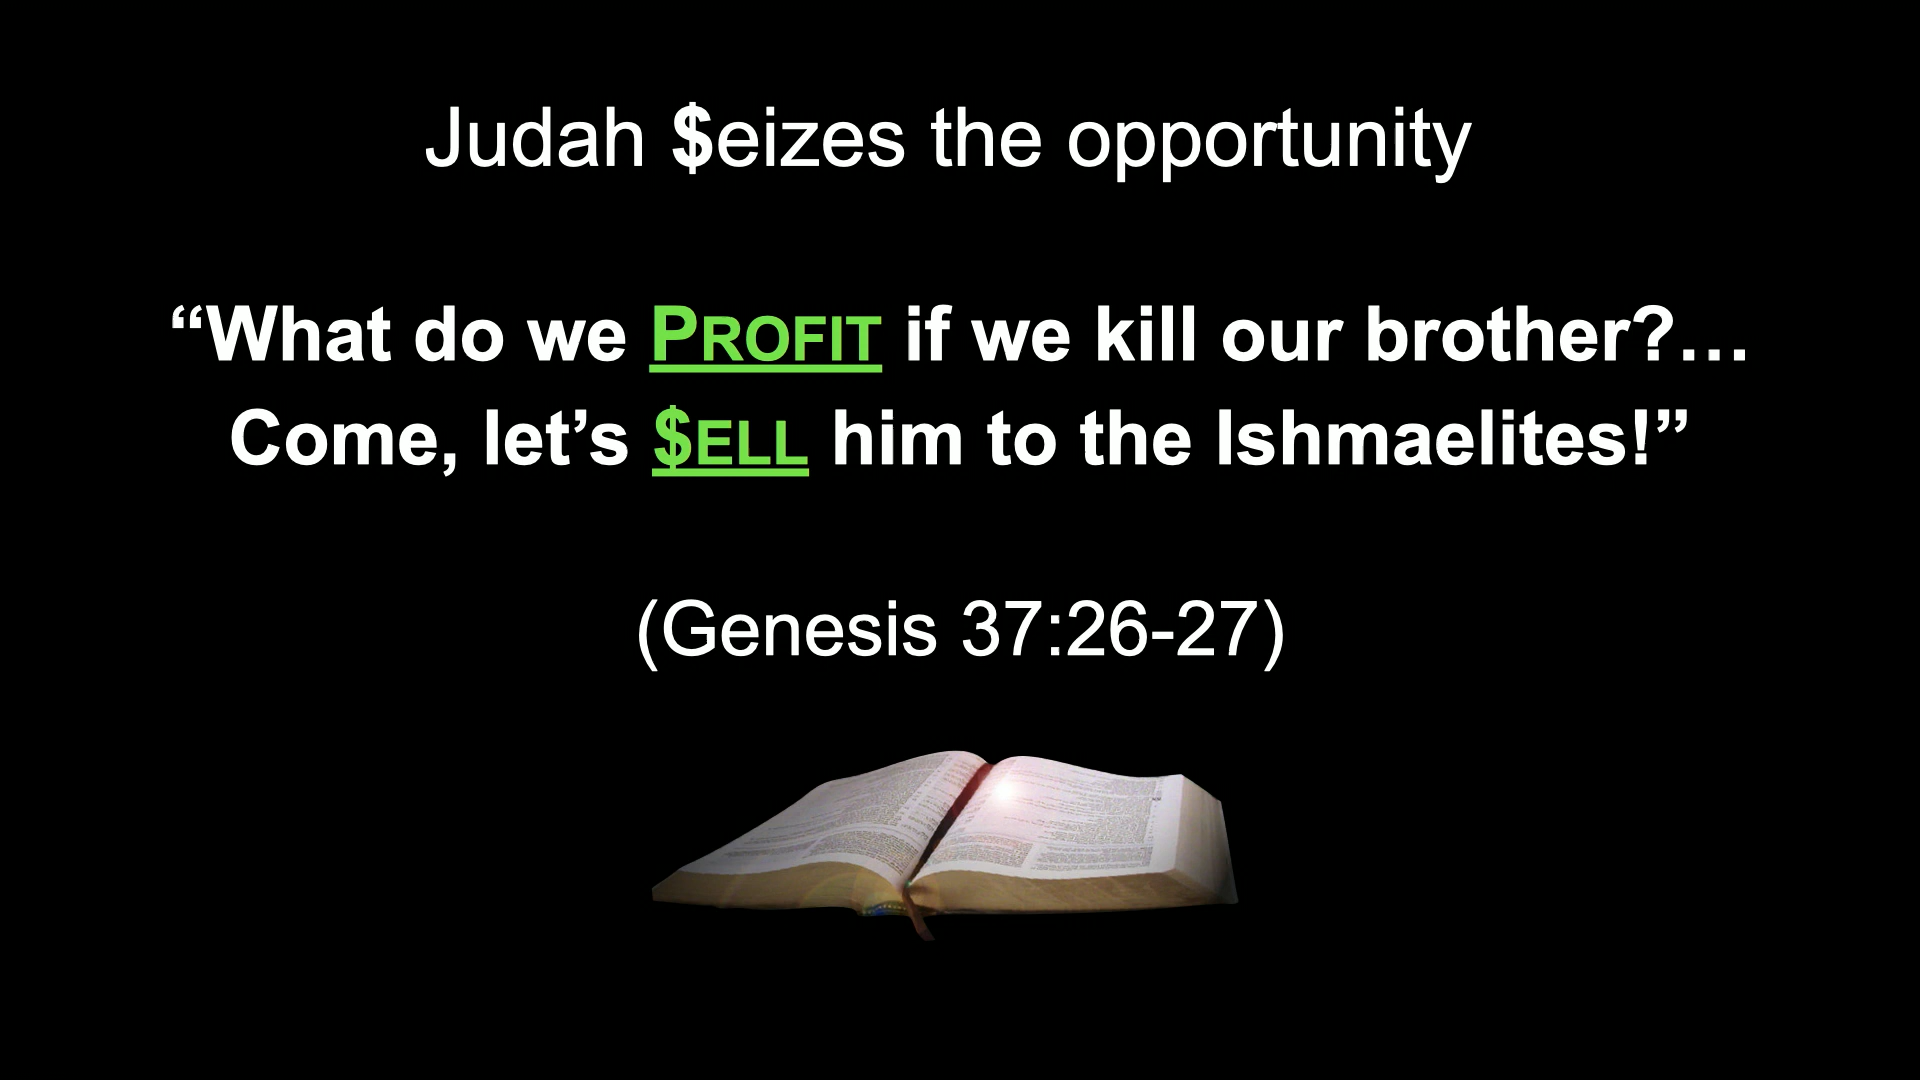 Judah $eizes the opportunity
“What do we PROFIT if we kill our brother?…
Come, let’s $ELL him to the Ishmaelites!”
(Genesis 37:26-27)